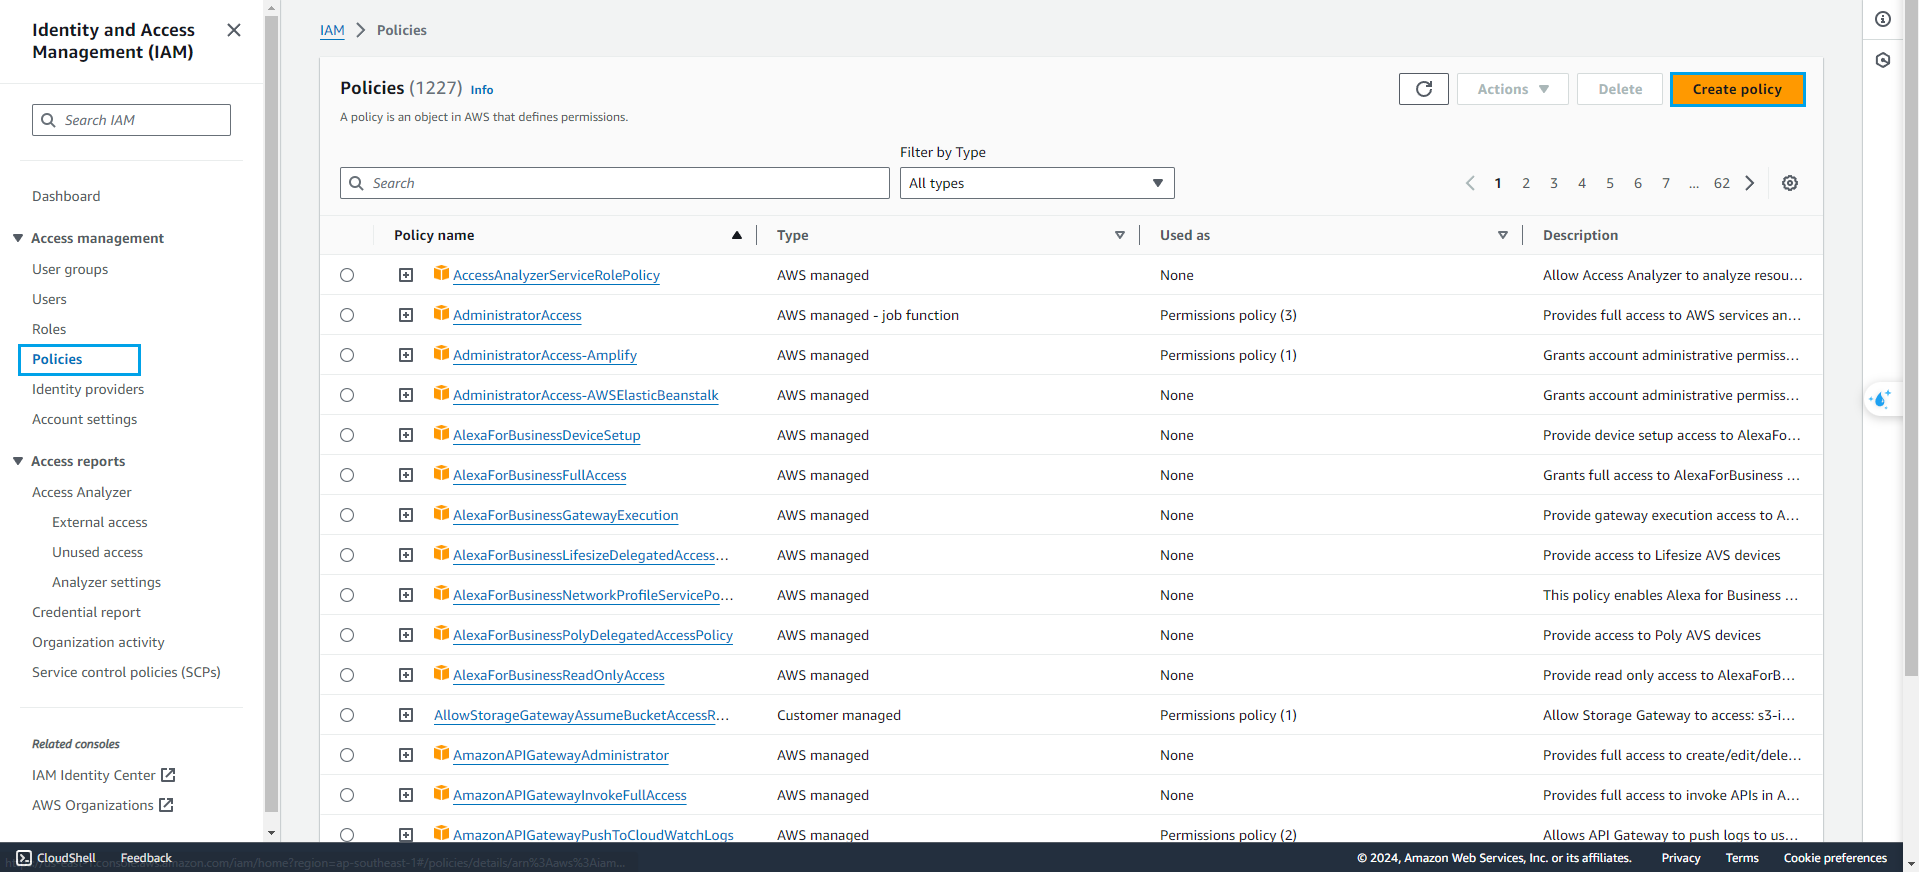 Identity and Access
Management (IAM)
Search IAM
Dashboard
Access management
User groups
Users
Roles
Policies
Identity providers
Account settings
Access reports
Access Analyzer
External access
Unused access
Analyzer settings
Credential report
Organization activity
Service control policies (SCPs)
Related consoles
IAM Identity Center
AWS Organizations
IAM > Policies
Policies (1227) Info
A policy is an object in AWS that defines permissions.
Actions
Delete
Create policy
Filter by Type
Search
All types
1 2 3 4 5 6 7 ... 62
Policy name Type Used as Description
AccessAnalyzerServiceRolePolicy AWS managed None Allow Access Analyzer to analyze resou...
AdministratorAccess AWS managed - job function Permissions policy (3) Provides full access to AWS services an...
AdministratorAccess-Amplify AWS managed Permissions policy (1) Grants account administrative permiss...
AdministratorAccess-AWSElasticBeanstalk AWS managed None Grants account administrative permiss...
AlexaForBusinessDeviceSetup AWS managed None Provide device setup access to AlexaFo...
AlexaForBusinessFullAccess AWS managed None Grants full access to AlexaForBusiness ...
AlexaForBusinessGatewayExecution AWS managed None Provide gateway execution access to A...
AlexaForBusinessLifesizeDelegatedAccess... AWS managed None Provide access to Lifesize AVS devices
AlexaForBusinessNetworkProfileServicePo... AWS managed None This policy enables Alexa for Business ...
AlexaForBusinessPolyDelegatedAccessPolicy AWS managed None Provide access to Poly AVS devices
AlexaForBusinessReadOnlyAccess AWS managed None Provide read only access to AlexaForB...
AllowStorageGatewayAssumeBucketAccessR... Customer managed Permissions policy (1) Allow Storage Gateway to access: s3-i...
AmazonAPIGatewayAdministrator AWS managed None Provides full access to create/edit/dele...
AmazonAPIGatewayInvokeFullAccess AWS managed None Provides full access to invoke APIs in A...
AmazonAPIGatewayPushToCloudWatchLogs AWS managed Permissions policy (2) Allows API Gateway to push logs to us...
CloudShell Feedback
© 2024, Amazon Web Services, Inc. or its affiliates. Privacy Terms Cookie preferences